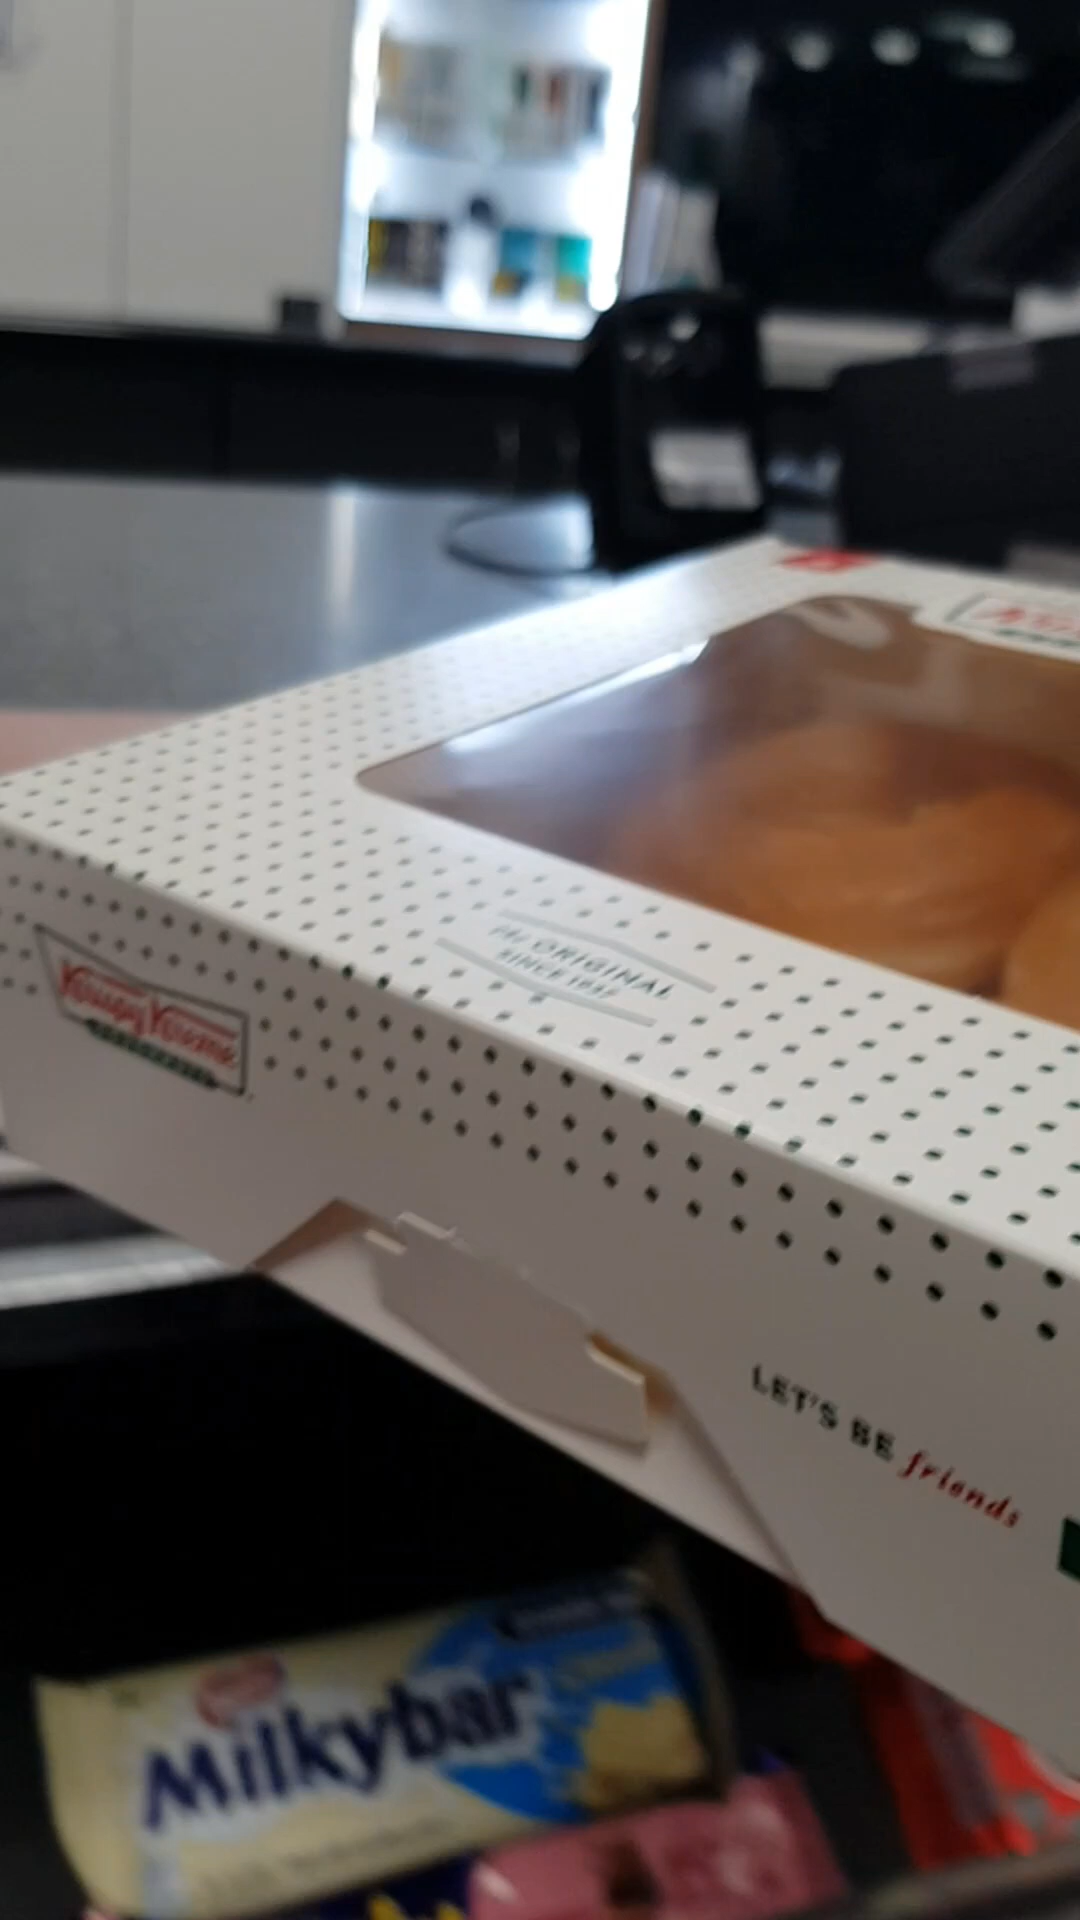 the ORIGINAL
SINCE 1937
Krispy Kreme
LET'S BE friends
Milkybar